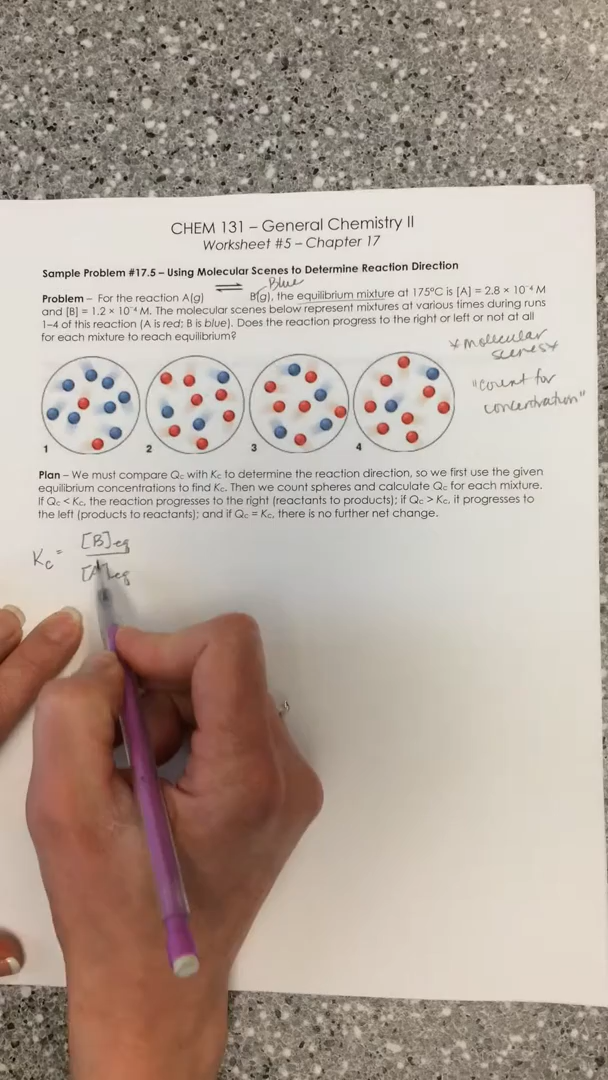 CHEM 131 – General Chemistry II
Worksheet #5 – Chapter 17
Sample Problem #17.5 – Using Molecular Scenes to Determine Reaction Direction
Blue
Problem – For the reaction A(g) ⇌ B(g), the equilibrium mixture at 175°C is [A] = 2.8 × 10⁻⁴ M
and [B] = 1.2 × 10⁻⁴ M. The molecular scenes below represent mixtures at various times during runs
1–4 of this reaction (A is red; B is blue). Does the reaction progress to the right or left or not at all
for each mixture to reach equilibrium?
*molecular
scenes*
"count for
concentration"
1 2 3 4
Plan – We must compare Qc with Kc to determine the reaction direction, so we first use the given
equilibrium concentrations to find Kc. Then we count spheres and calculate Qc for each mixture.
If Qc < Kc, the reaction progresses to the right (reactants to products); if Qc > Kc, it progresses to
the left (products to reactants); and if Qc = Kc, there is no further net change.
Kc = [B]eq
[A]eq